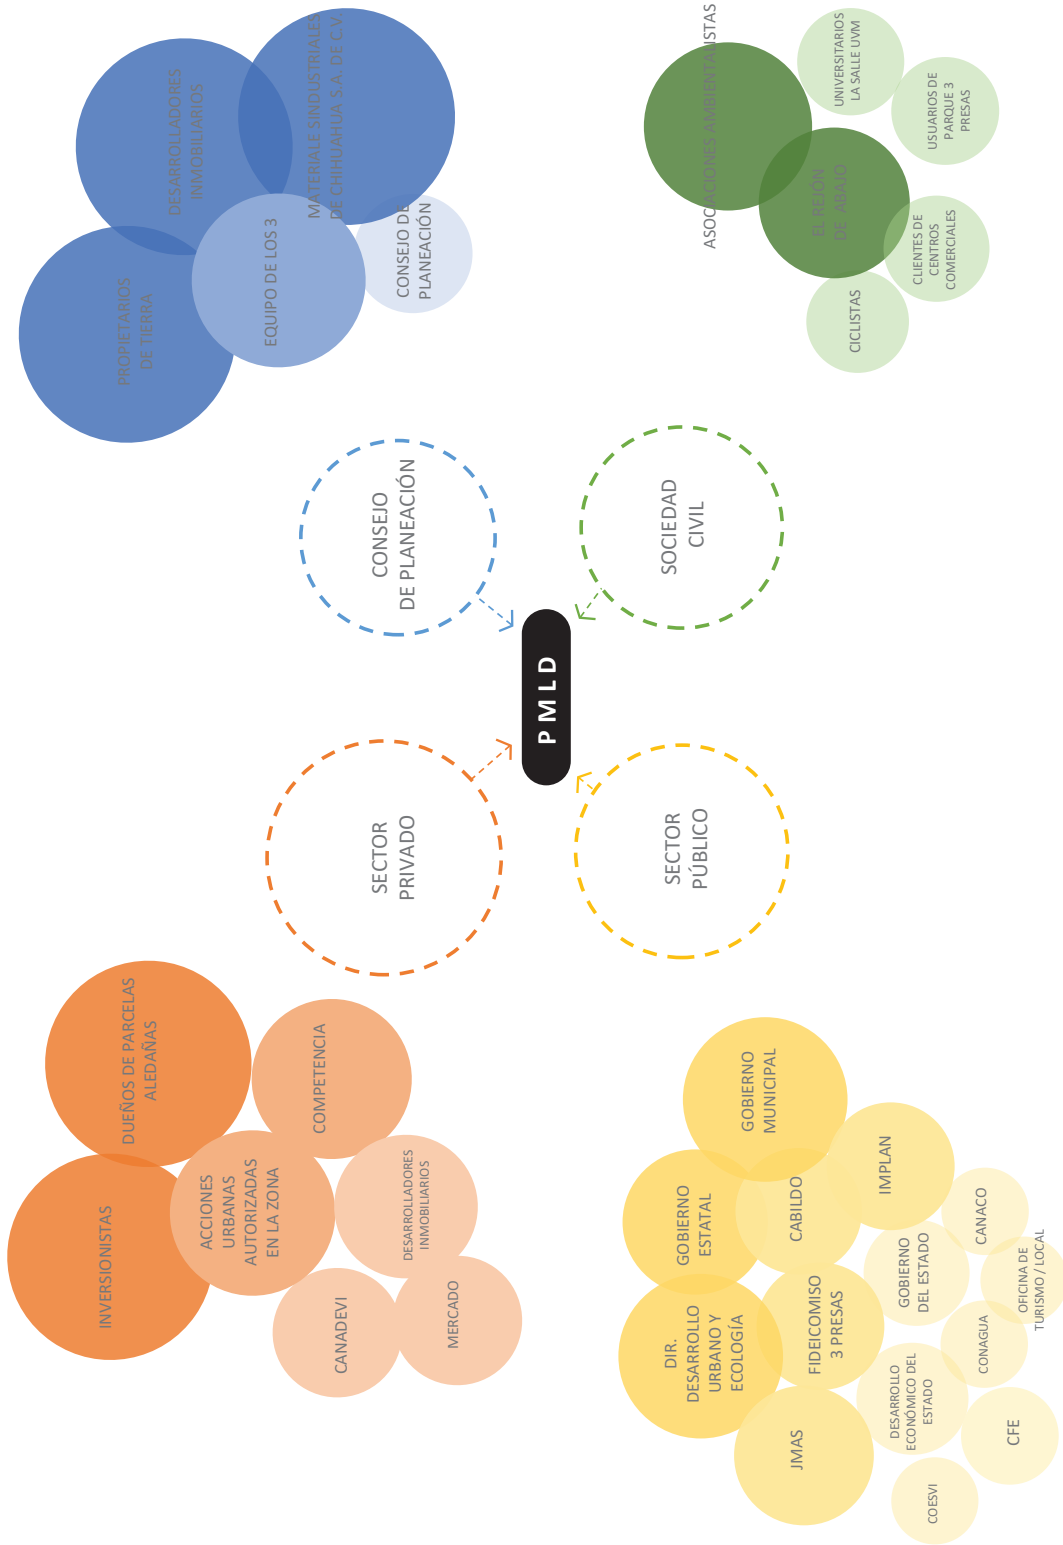 INVERSIONISTAS
DUEÑOS DE PARCELAS
ALEDAÑAS
ACCIONES
URBANAS
AUTORIZADAS
EN LA ZONA
COMPETENCIA
CANADEVI
DESARROLLADORES
INMOBILIARIOS
MERCADO
SECTOR
PRIVADO
CONSEJO
DE PLANEACIÓN
PROPIETARIOS
DE TIERRA
DESARROLLADORES
INMOBILIARIOS
EQUIPO DE LOS 3
MATERIALE SINDUSTRIALES
DE CHIHUAHUA S.A. DE C.V.
CONSEJO DE
PLANEACIÓN
PMLD
DIR.
DESARROLLO
URBANO Y
ECOLOGÍA
GOBIERNO
ESTATAL
GOBIERNO
MUNICIPAL
JMAS
FIDEICOMISO
3 PRESAS
CABILDO
IMPLAN
COESVI
DESARROLLO
ECONÓMICO DEL
ESTADO
GOBIERNO
DEL ESTADO
CFE
CONAGUA
CANACO
OFICINA DE
TURISMO / LOCAL
SECTOR
PÚBLICO
SOCIEDAD
CIVIL
ASOCIACIONES AMBIENTALISTAS
EL REJÓN
DE ABAJO
UNIVERSITARIOS
LA SALLE UVM
CICLISTAS
CLIENTES DE
CENTROS
COMERCIALES
USUARIOS DE
PARQUE 3
PRESAS